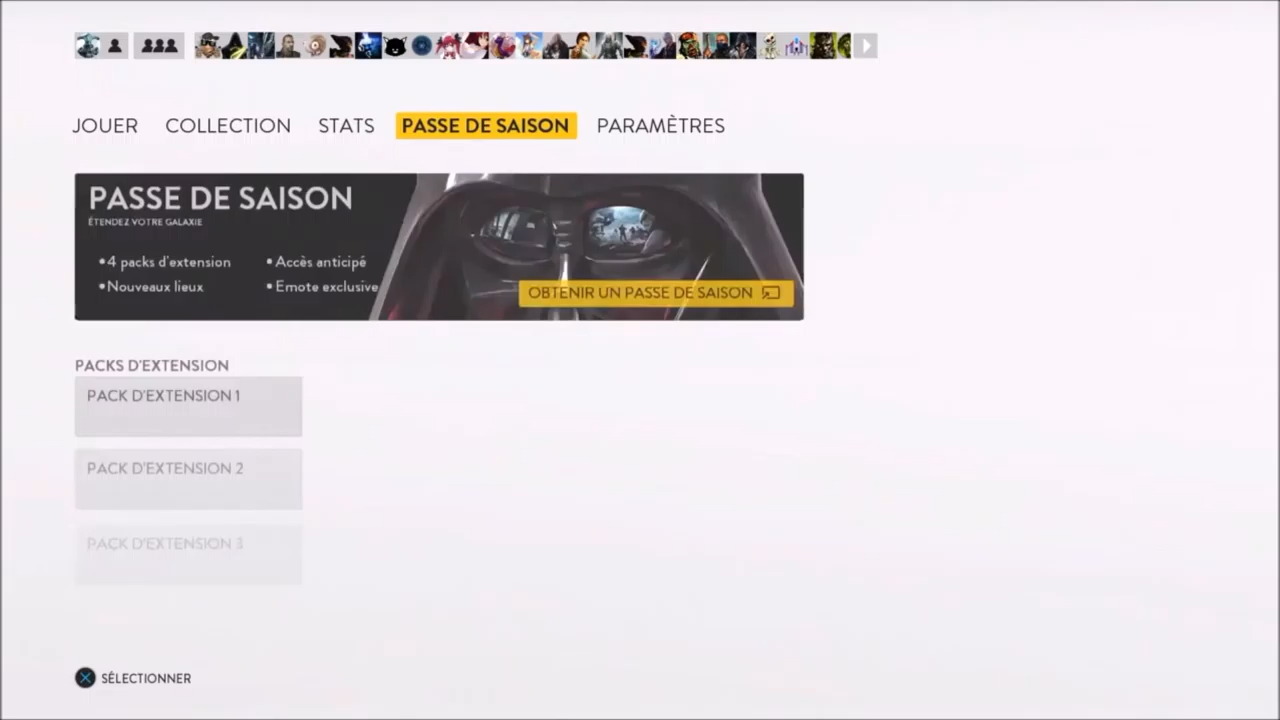 JOUER COLLECTION STATS PASSE DE SAISON PARAMÈTRES
PASSE DE SAISON
ÉTENDEZ VOTRE GALAXIE
•4 packs d'extension •Accès anticipé
•Nouveaux lieux •Emote exclusive
OBTENIR UN PASSE DE SAISON
PACKS D'EXTENSION
PACK D'EXTENSION 1
PACK D'EXTENSION 2
PACK D'EXTENSION 3
SÉLECTIONNER